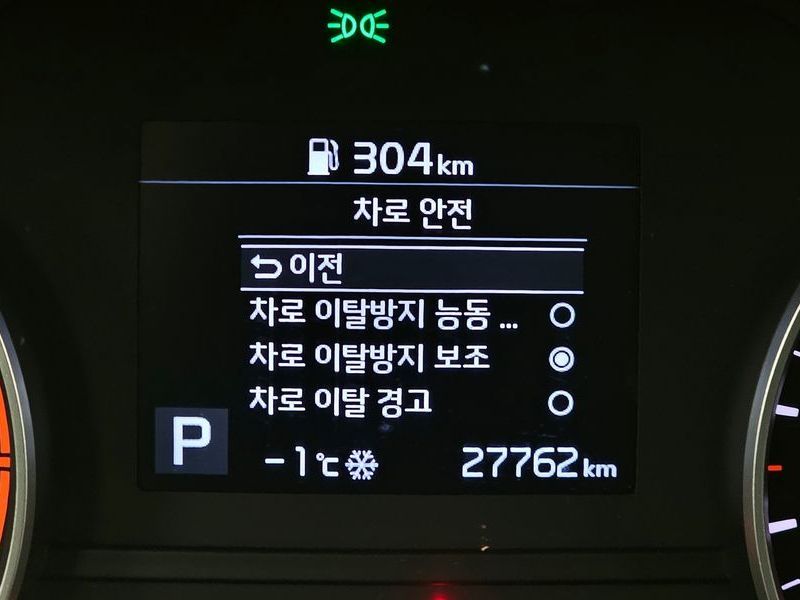 304km
차로 안전
이전
차로 이탈방지 능동 ...
차로 이탈방지 보조
차로 이탈 경고
P
-1℃
27762km